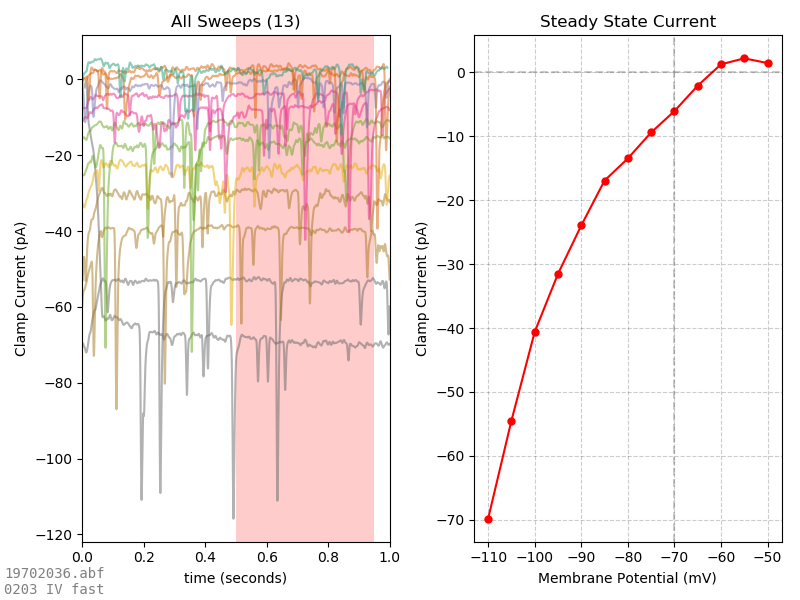 All Sweeps (13)
Steady State Current
Clamp Current (pA)
0
−20
−40
−60
−80
−100
−120
0.0 0.2 0.4 0.6 0.8 1.0
time (seconds)
Clamp Current (pA)
0
−10
−20
−30
−40
−50
−60
−70
−110 −100 −90 −80 −70 −60 −50
Membrane Potential (mV)
19702036.abf
0203 IV fast